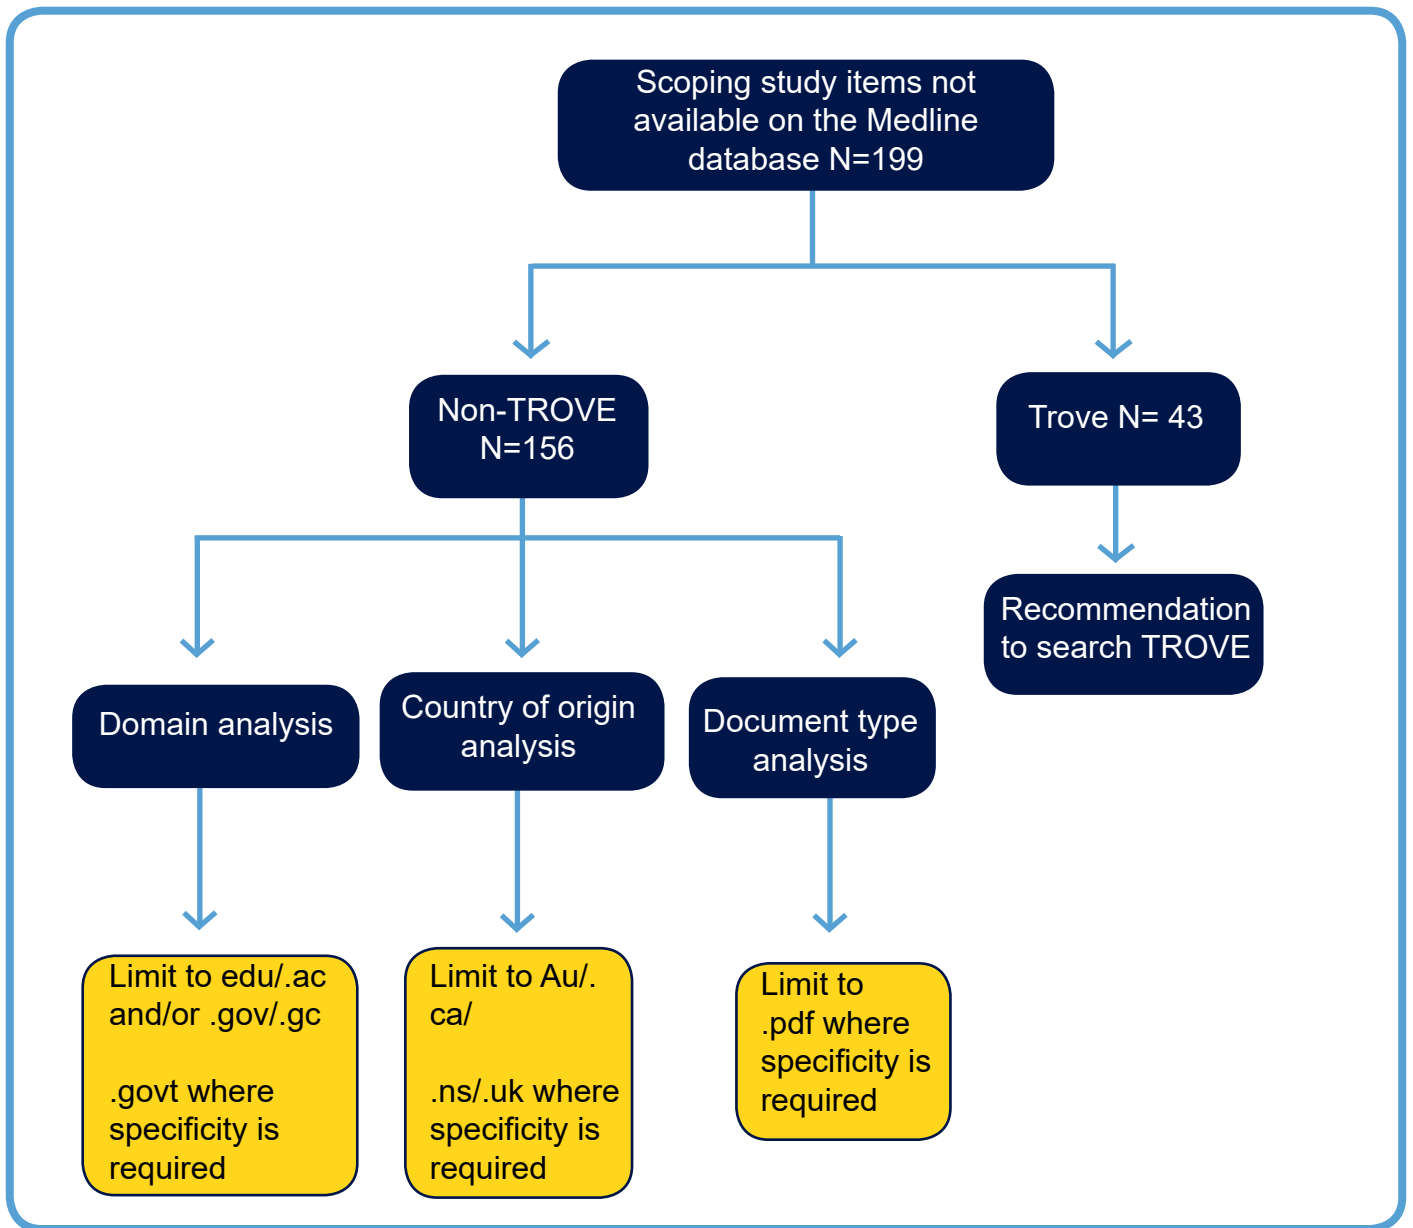 Scoping study items not
available on the Medline
database N=199
Non-TROVE
N=156
Trove N= 43
Recommendation
to search TROVE
Domain analysis
Country of origin
analysis
Document type
analysis
Limit to edu/.ac
and/or .gov/.gc
.govt where
specificity is
required
Limit to Au/.
ca/
.ns/.uk where
specificity is
required
Limit to
.pdf where
specificity is
required